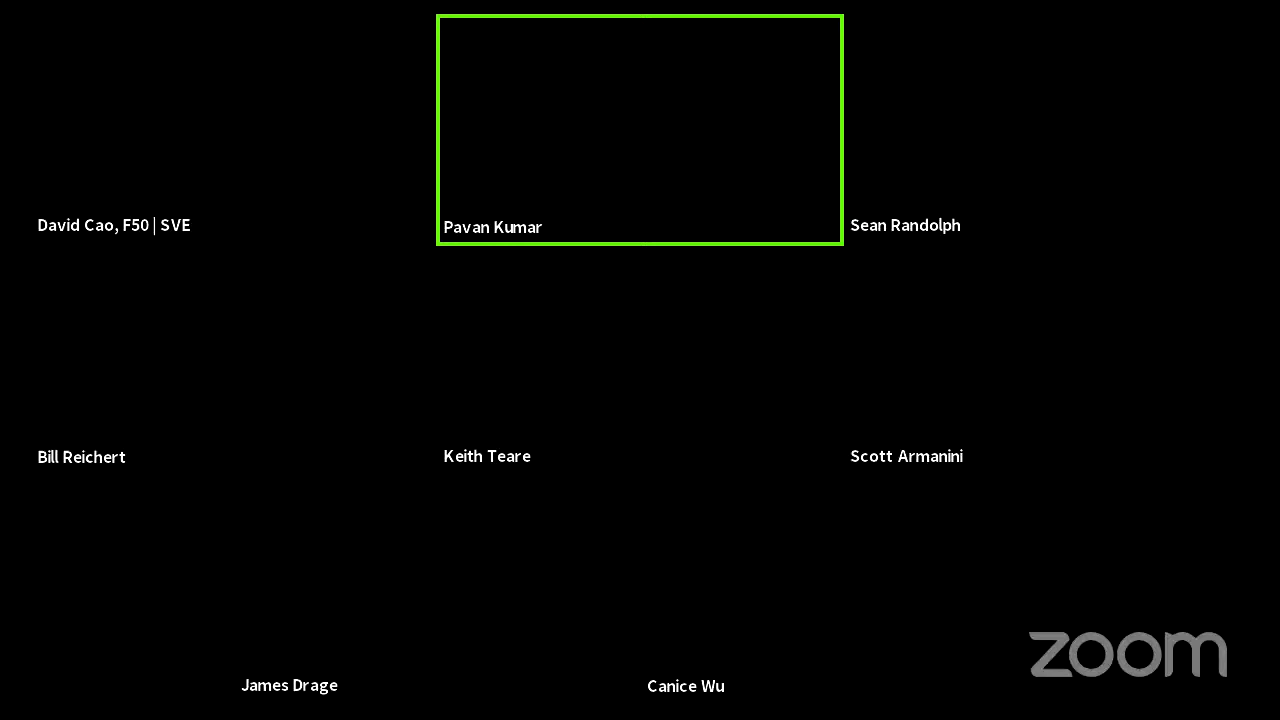 David Cao, F50 | SVE
Pavan Kumar
Sean Randolph
Bill Reichert
Keith Teare
Scott Armanini
James Drage
Canice Wu
zoom